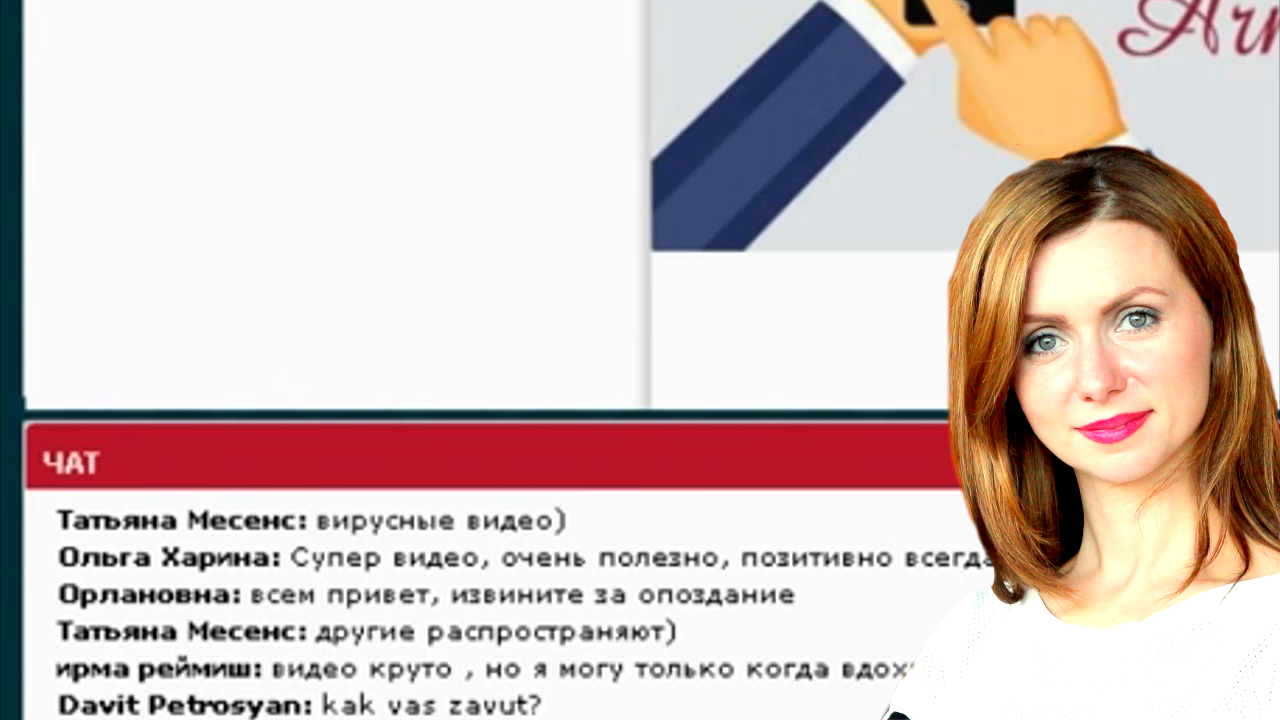 ЧАТ
Татьяна Месенс: вирусные видео)
Ольга Харина: Супер видео, очень полезно, позитивно всегда
Орлановна: всем привет, извините за опоздание
Татьяна Месенс: другие распространяют)
ирма реймиш: видео круто , но я могу только когда
Davit Petrosyan: kak vas zavut?